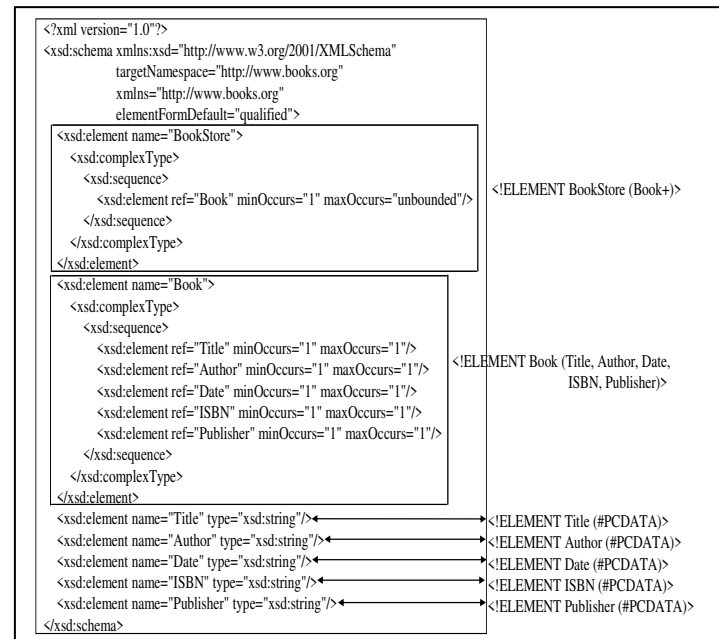 <?xml version="1.0"?>
<xsd:schema xmlns:xsd="http://www.w3.org/2001/XMLSchema"
targetNamespace="http://www.books.org"
xmlns="http://www.books.org"
elementFormDefault="qualified">
<xsd:element name="BookStore">
<xsd:complexType>
<xsd:sequence>
<xsd:element ref="Book" minOccurs="1" maxOccurs="unbounded"/>
</xsd:sequence>
</xsd:complexType>
</xsd:element>
<!ELEMENT BookStore (Book+)>
<xsd:element name="Book">
<xsd:complexType>
<xsd:sequence>
<xsd:element ref="Title" minOccurs="1" maxOccurs="1"/>
<xsd:element ref="Author" minOccurs="1" maxOccurs="1"/>
<xsd:element ref="Date" minOccurs="1" maxOccurs="1"/>
<xsd:element ref="ISBN" minOccurs="1" maxOccurs="1"/>
<xsd:element ref="Publisher" minOccurs="1" maxOccurs="1"/>
</xsd:sequence>
</xsd:complexType>
</xsd:element>
<!ELEMENT Book (Title, Author, Date,
ISBN, Publisher)>
<xsd:element name="Title" type="xsd:string"/> <!ELEMENT Title (#PCDATA)>
<xsd:element name="Author" type="xsd:string"/> <!ELEMENT Author (#PCDATA)>
<xsd:element name="Date" type="xsd:string"/> <!ELEMENT Date (#PCDATA)>
<xsd:element name="ISBN" type="xsd:string"/> <!ELEMENT ISBN (#PCDATA)>
<xsd:element name="Publisher" type="xsd:string"/> <!ELEMENT Publisher (#PCDATA)>
</xsd:schema>